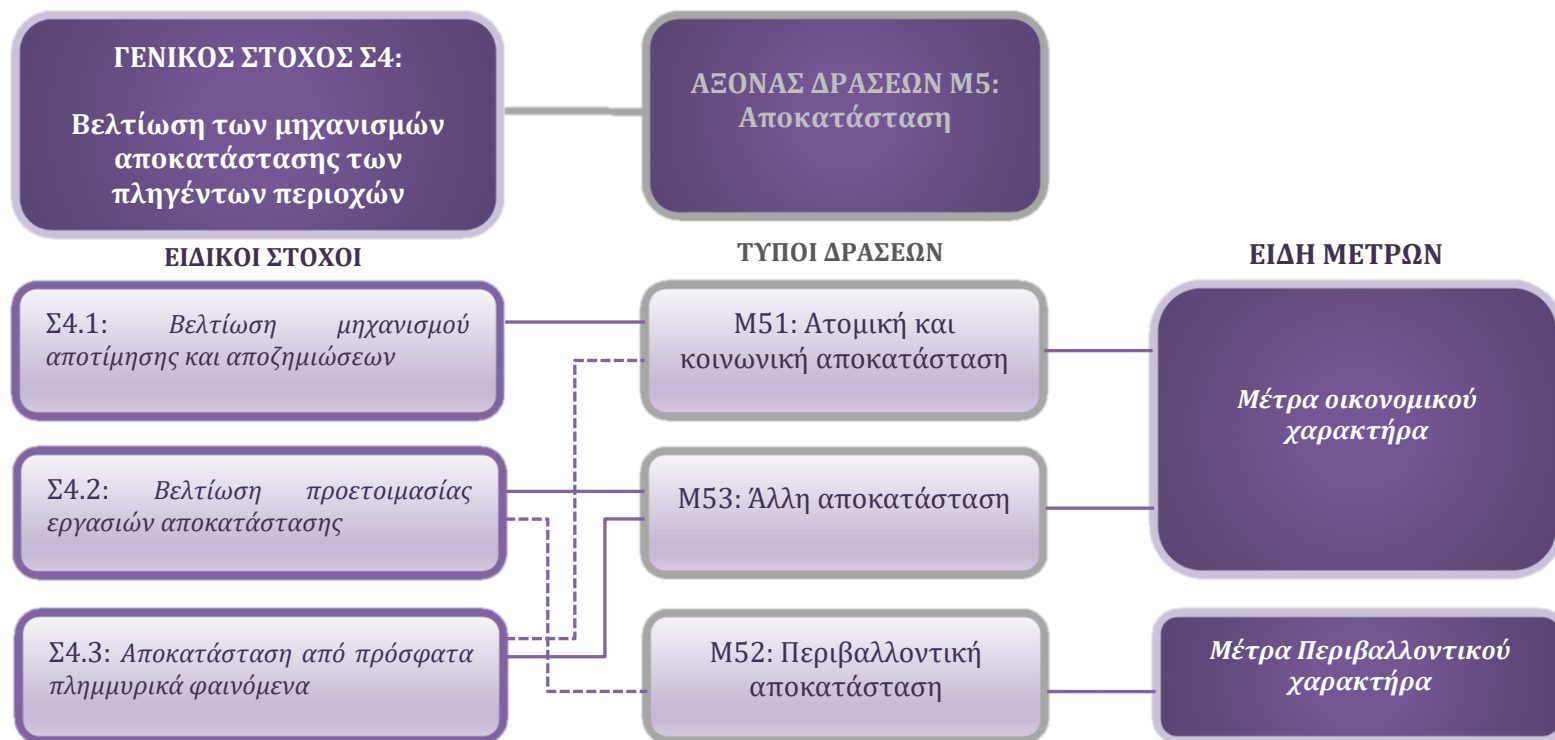 ΓΕΝΙΚΟΣ ΣΤΟΧΟΣ Σ4:
Βελτίωση των μηχανισμών
αποκατάστασης των
πληγέντων περιοχών
ΑΞΟΝΑΣ ΔΡΑΣΕΩΝ Μ5:
Αποκατάσταση
ΕΙΔΙΚΟΙ ΣΤΟΧΟΙ
ΤΥΠΟΙ ΔΡΑΣΕΩΝ
ΕΙΔΗ ΜΕΤΡΩΝ
Σ4.1: Βελτίωση μηχανισμού
αποτίμησης και αποζημιώσεων
Μ51: Ατομική και
κοινωνική αποκατάσταση
Μέτρα οικονομικού
χαρακτήρα
Σ4.2: Βελτίωση προετοιμασίας
εργασιών αποκατάστασης
Μ53: Άλλη αποκατάσταση
Σ4.3: Αποκατάσταση από πρόσφατα
πλημμυρικά φαινόμενα
Μ52: Περιβαλλοντική
αποκατάσταση
Μέτρα Περιβαλλοντικού
χαρακτήρα